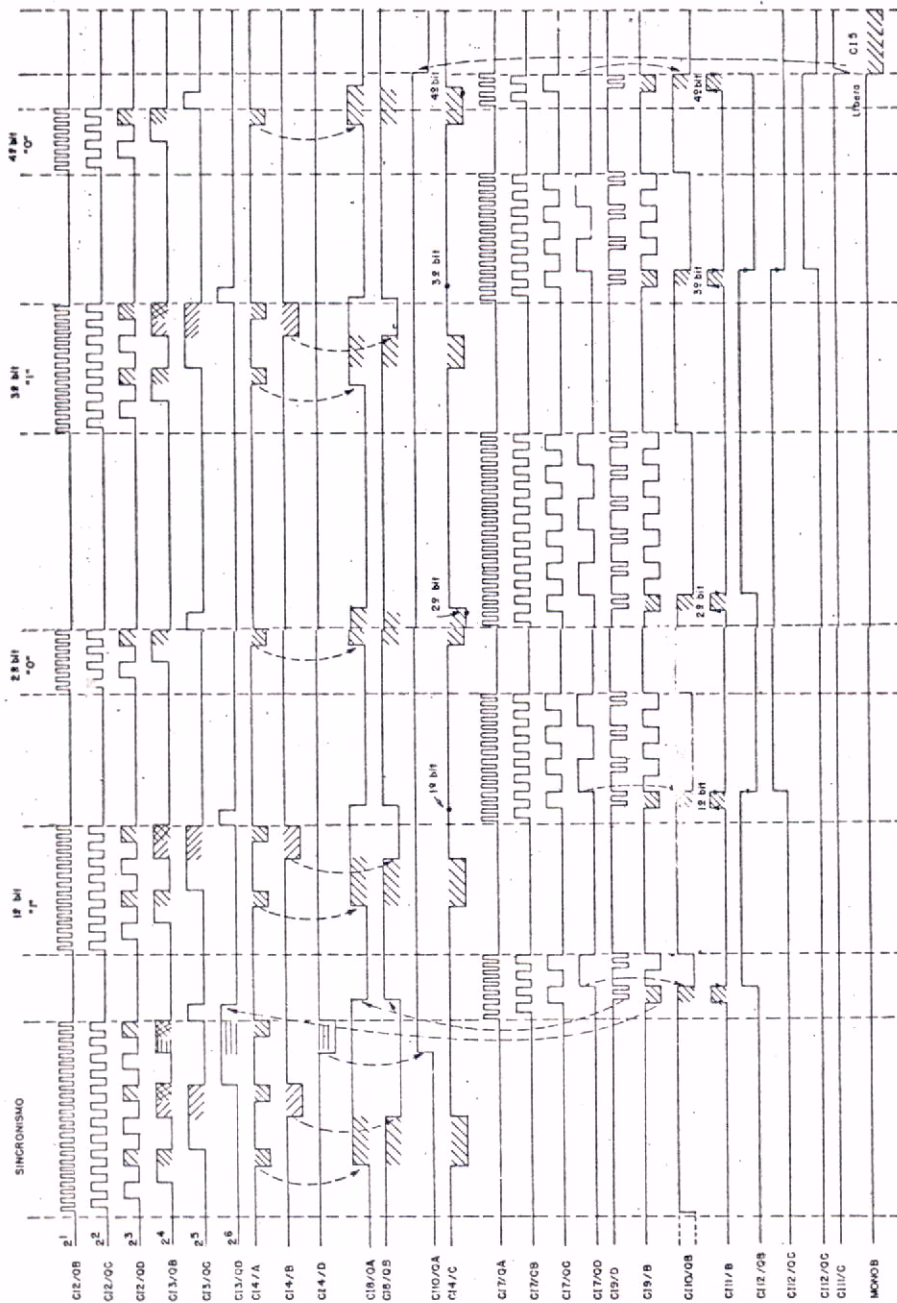 SINCRONISMO
1º bit
"1"
2º bit
"0"
3º bit
"1"
4º bit
"0"
CI2/QB 2¹
CI2/QC 2²
CI2/QD 2³
CI3/QB 2⁴
CI3/QC 2⁵
CI3/QD 2⁶
CI4/A
CI4/B
CI4/D
CI8/QA
CI8/QB
CI10/QA
CI4/C
1º bit
2º bit
3º bit
4º bit
CI7/QA
CI7/QB
CI7/QC
CI7/QD
CI9/D
CI9/B
CI10/QB
1º bit
2º bit
3º bit
4º bit
CI11/B
CI12/QB
CI12/QC
CI12/QC
CI11/C
Libera
CI5
MONO B